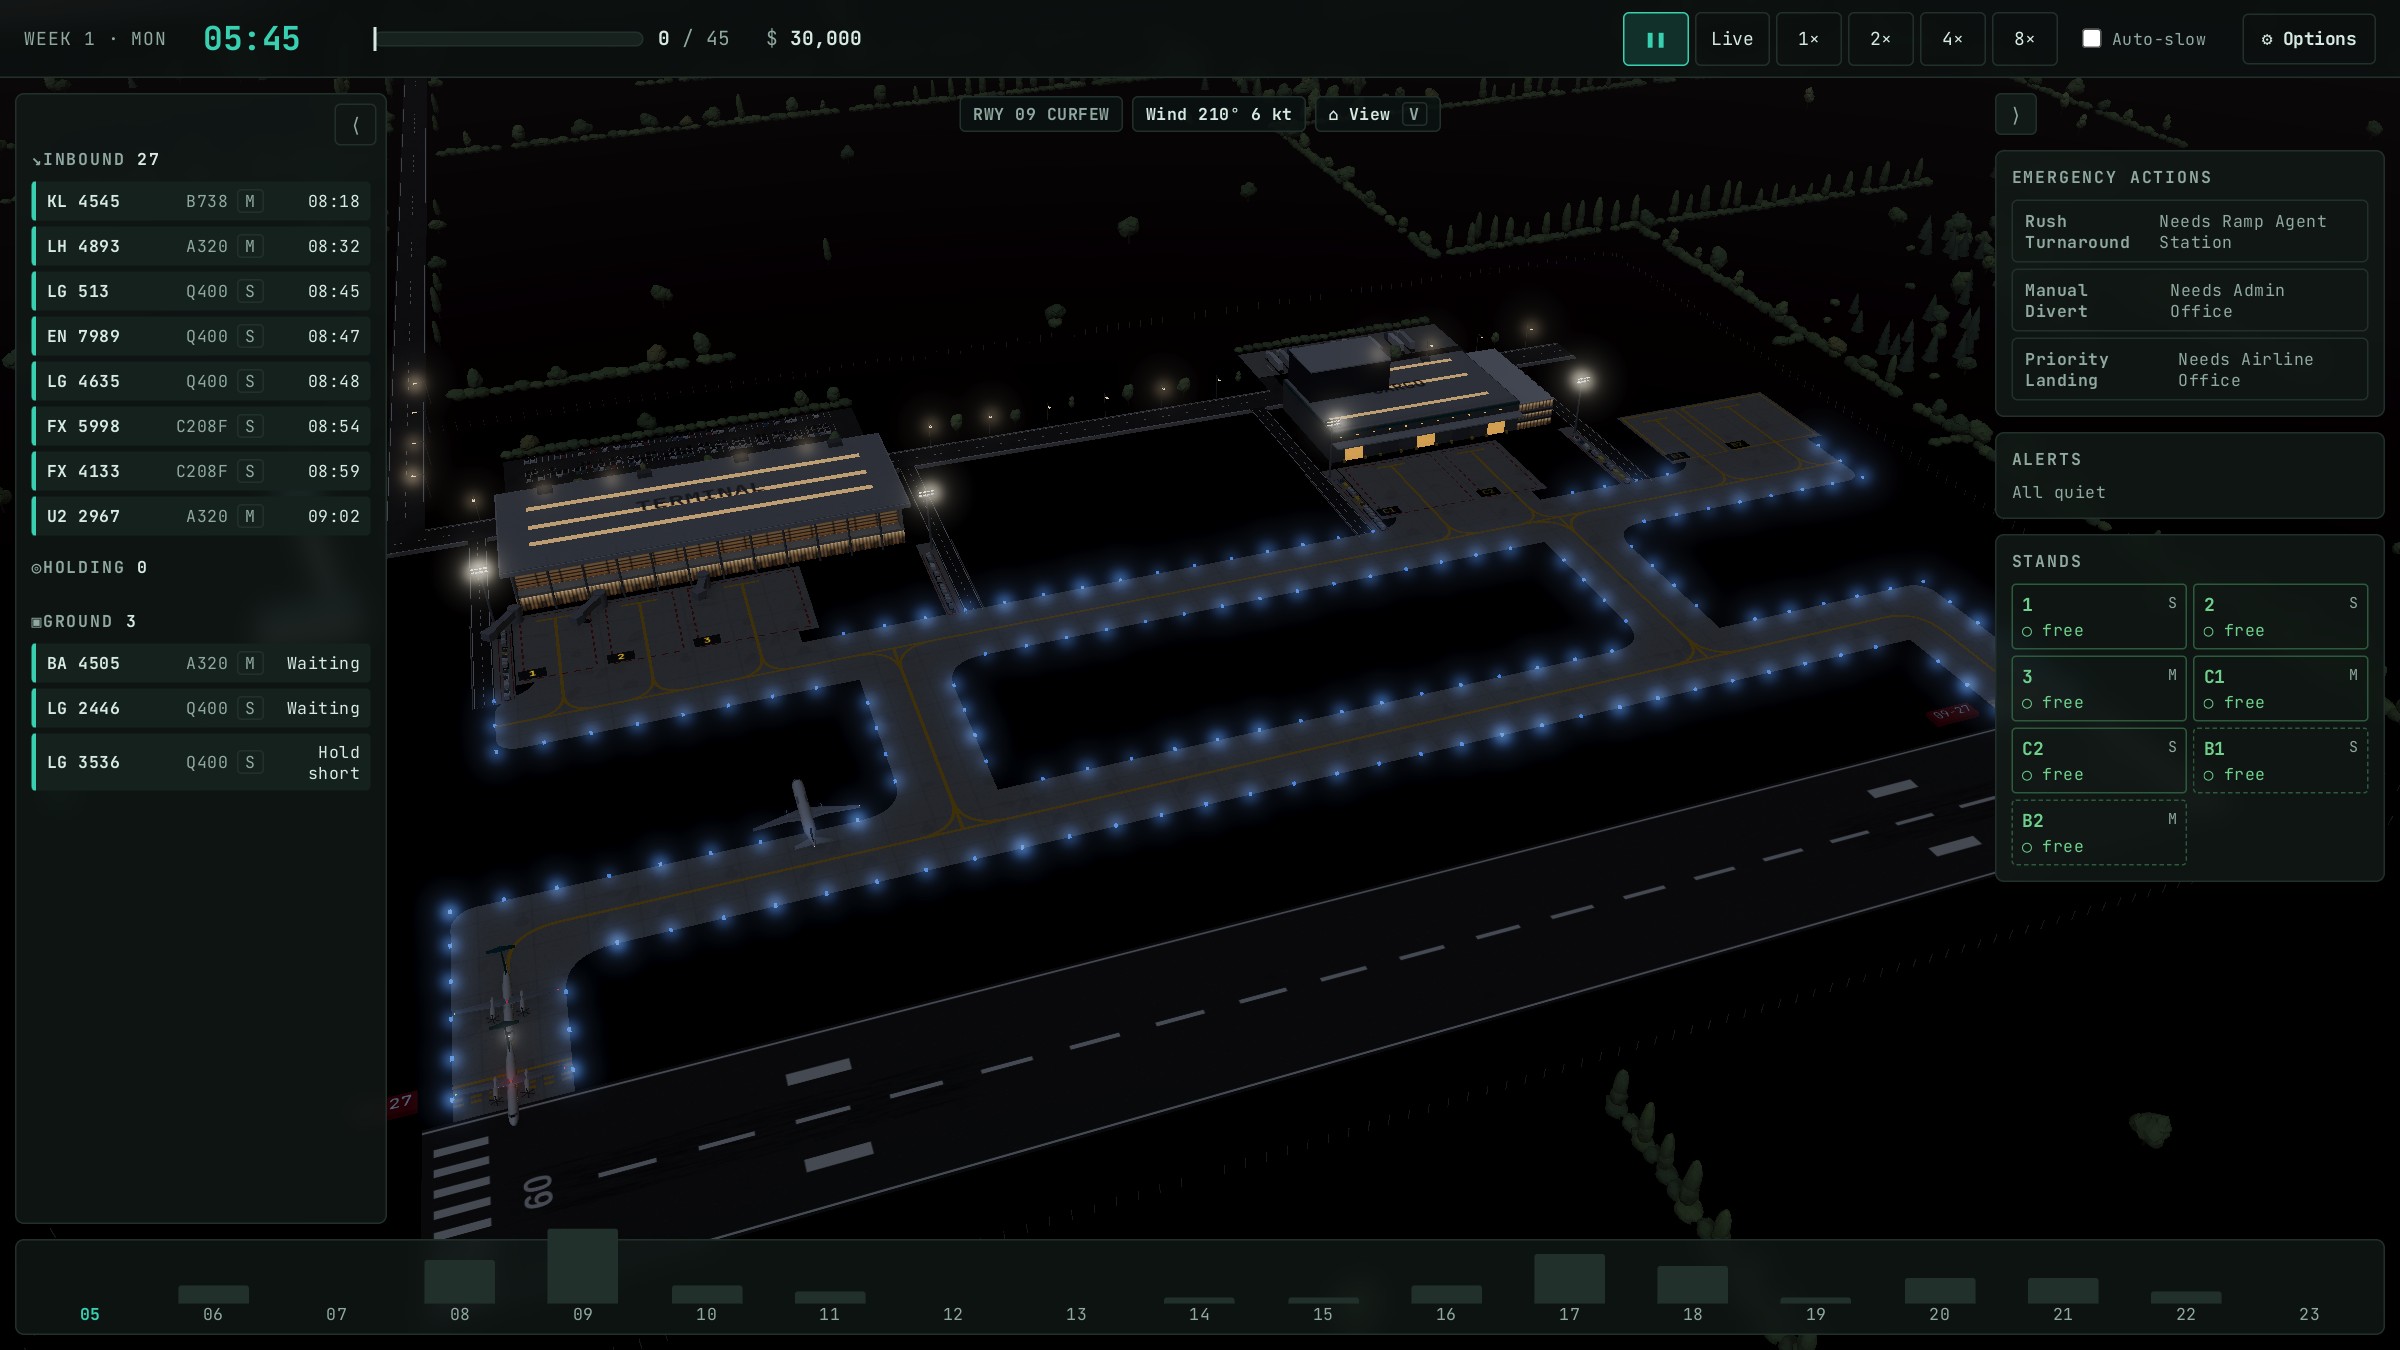 WEEK 1 · MON 05:45 0 / 45 $ 30,000 Live 1× 2× 4× 8× Auto-slow ⚙ Options
RWY 09 CURFEW Wind 210° 6 kt ⌂ View V
↘INBOUND 27
KL 4545 B738 M 08:18
LH 4893 A320 M 08:32
LG 513 Q400 S 08:45
EN 7989 Q400 S 08:47
LG 4635 Q400 S 08:48
FX 5998 C208F S 08:54
FX 4133 C208F S 08:59
U2 2967 A320 M 09:02
◎HOLDING 0
▣GROUND 3
BA 4505 A320 M Waiting
LG 2446 Q400 S Waiting
LG 3536 Q400 S Hold short
TERMINAL
1 2 3
09-27
27
09
EMERGENCY ACTIONS
Rush Turnaround Needs Ramp Agent Station
Manual Divert Needs Admin Office
Priority Landing Needs Airline Office
ALERTS
All quiet
STANDS
1 S 2 S
○ free ○ free
3 M C1 M
○ free ○ free
C2 S B1 S
○ free ○ free
B2 M
○ free
05 06 07 08 09 10 11 12 13 14 15 16 17 18 19 20 21 22 23